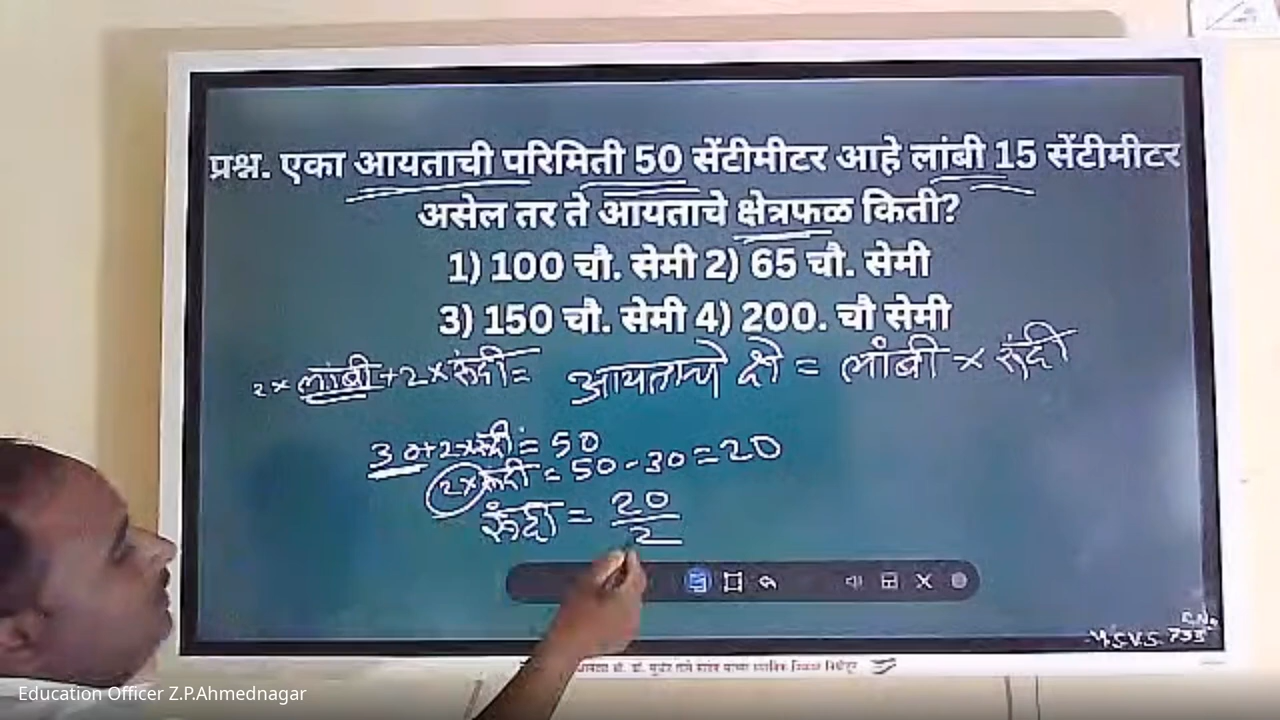 प्रश्न. एका आयताची परिमिती 50 सेंटीमीटर आहे लांबी 15 सेंटीमीटर
असेल तर ते आयताचे क्षेत्रफळ किती?
1) 100 चौ. सेमी 2) 65 चौ. सेमी
3) 150 चौ. सेमी 4) 200. चौ सेमी
2 × लांबी + 2 × रुंदी =
आयताचे क्षे = लांबी × रुंदी
30 + 2 × रुंदी = 50
2 × रुंदी = 50 - 30 = 20
रुंदी = 20/2
Education Officer Z.P.Ahmednagar